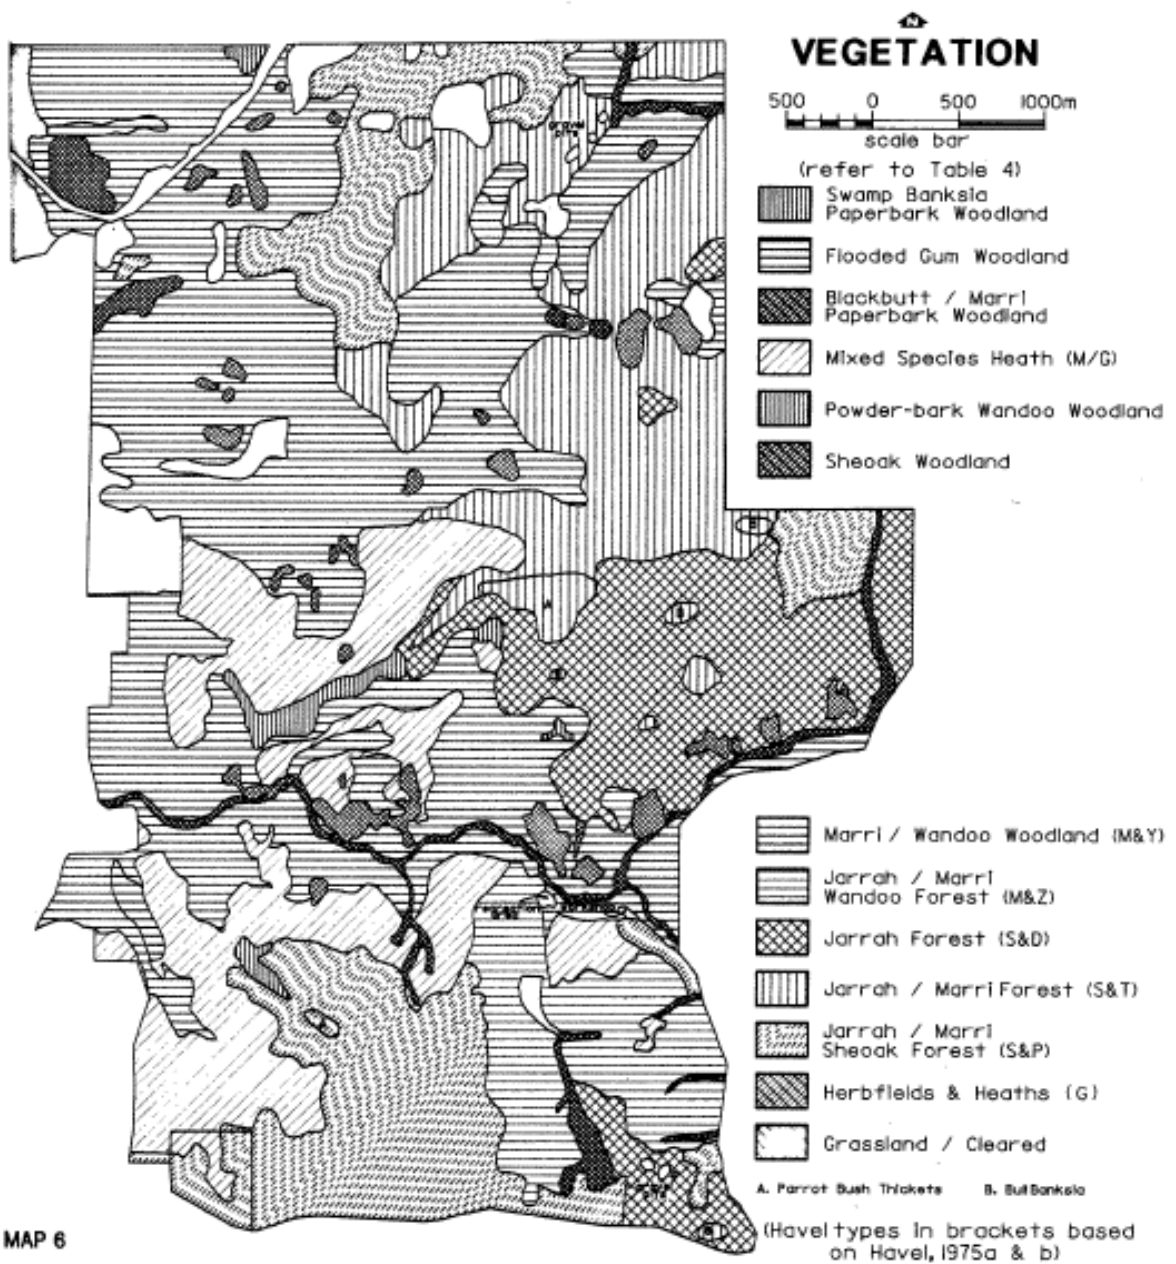 N
VEGETATION
500 0 500 1000m
scale bar
(refer to Table 4)
Swamp Banksia
Paperbark Woodland
Flooded Gum Woodland
Blackbutt / Marri
Paperbark Woodland
Mixed Species Heath (M/G)
Powder-bark Wandoo Woodland
Sheoak Woodland
Marri / Wandoo Woodland (M&Y)
Jarrah / Marri
Wandoo Forest (M&Z)
Jarrah Forest (S&D)
Jarrah / Marri Forest (S&T)
Jarrah / Marri
Sheoak Forest (S&P)
Herbfields & Heaths (G)
Grassland / Cleared
A. Parrot Bush Thickets B. Bull Banksia
(Havel types in brackets based
on Havel, 1975a & b)
MAP 6
gravel
pits
A